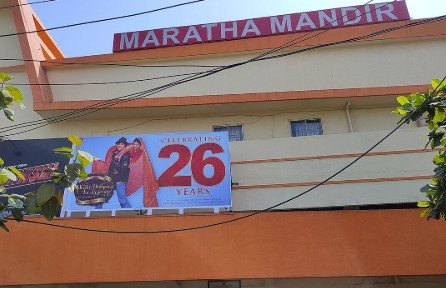 MARATHA MANDIR
CELEBRATING
26
YEARS